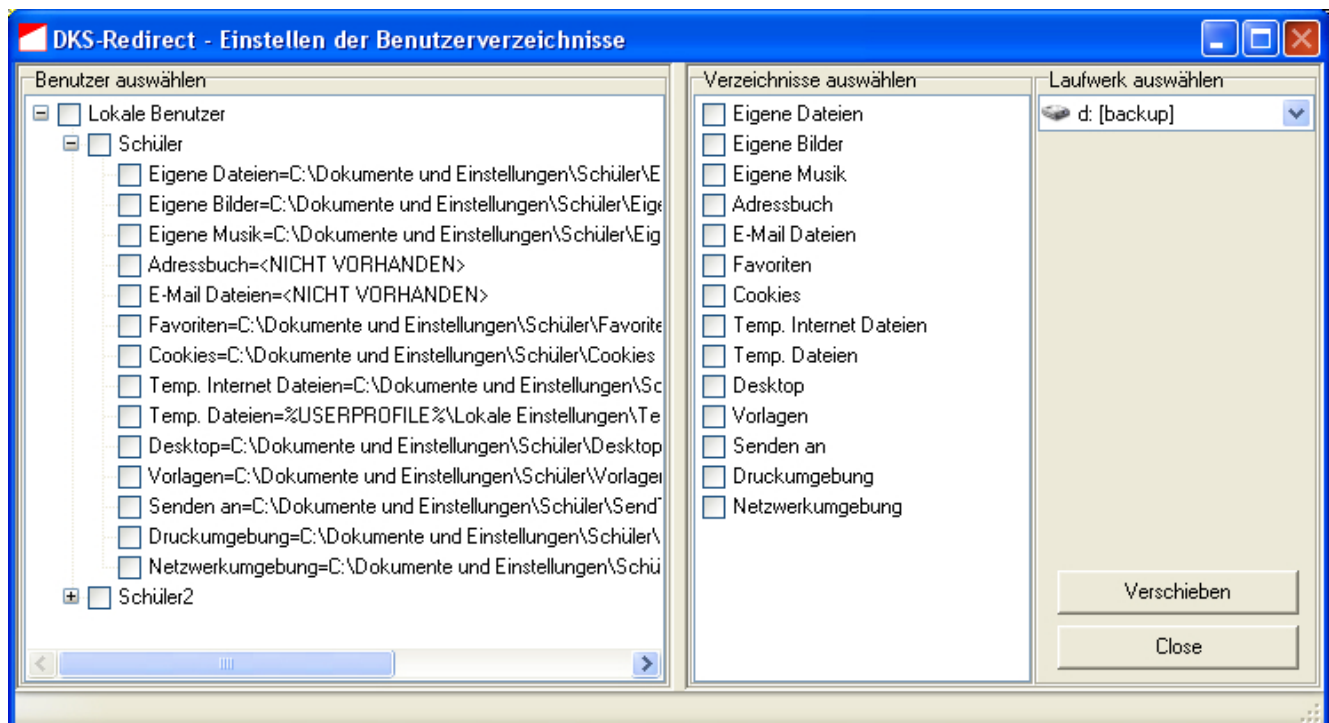 DKS-Redirect - Einstellen der Benutzerverzeichnisse
Benutzer auswählen
Lokale Benutzer
Schüler
Eigene Dateien=C:\Dokumente und Einstellungen\Schüler\E
Eigene Bilder=C:\Dokumente und Einstellungen\Schüler\Eige
Eigene Musik=C:\Dokumente und Einstellungen\Schüler\Eig
Adressbuch=<NICHT VORHANDEN>
E-Mail Dateien=<NICHT VORHANDEN>
Favoriten=C:\Dokumente und Einstellungen\Schüler\Favorite
Cookies=C:\Dokumente und Einstellungen\Schüler\Cookies
Temp. Internet Dateien=C:\Dokumente und Einstellungen\Sc
Temp. Dateien=%USERPROFILE%\Lokale Einstellungen\Te
Desktop=C:\Dokumente und Einstellungen\Schüler\Desktop
Vorlagen=C:\Dokumente und Einstellungen\Schüler\Vorlagen
Senden an=C:\Dokumente und Einstellungen\Schüler\SendT
Druckumgebung=C:\Dokumente und Einstellungen\Schüler\
Netzwerkumgebung=C:\Dokumente und Einstellungen\Schü
Schüler2
Verzeichnisse auswählen
Eigene Dateien
Eigene Bilder
Eigene Musik
Adressbuch
E-Mail Dateien
Favoriten
Cookies
Temp. Internet Dateien
Temp. Dateien
Desktop
Vorlagen
Senden an
Druckumgebung
Netzwerkumgebung
Laufwerk auswählen
d: [backup]
Verschieben
Close